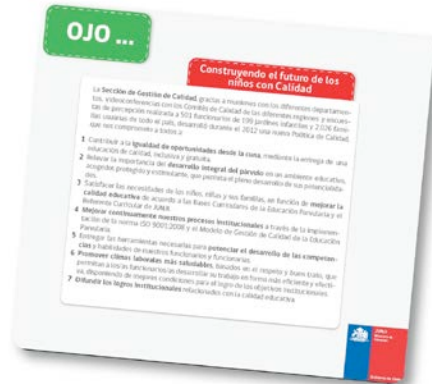 OJO ...
Construyendo el futuro de los
niños con Calidad
La Sección de Gestión de Calidad, gracias a reuniones con los diferentes departamen-
tos, videoconferencias con los Comités de Calidad de las diferentes regiones y encues-
tas de percepción realizada a 501 funcionarios de 199 jardines infantiles y 2.026 fami-
lias usuarias de todo el país, desarrolló durante el 2012 una nueva Política de Calidad,
que nos compromete a todos a:
1 Contribuir a la igualdad de oportunidades desde la cuna, mediante la entrega de una
educación de calidad, inclusiva y gratuita.
2 Relevar la importancia del desarrollo integral del párvulo en un ambiente educativo,
acogedor, protegido y estimulante, que permita el pleno desarrollo de sus potencialida-
des.
3 Satisfacer las necesidades de los niños, niñas y sus familias, en función de mejorar la
calidad educativa de acuerdo a las Bases Curriculares de la Educación Parvularia y el
Referente Curricular de JUNJI.
4 Mejorar continuamente nuestros procesos institucionales a través de la implemen-
tación de la norma ISO 9001:2008 y el Modelo de Gestión de Calidad de la Educación
Parvularia.
5 Entregar las herramientas necesarias para potenciar el desarrollo de las competen-
cias y habilidades de nuestros funcionarios y funcionarias.
6 Promover climas laborales más saludables, basados en el respeto y buen trato, que
permitan a los/as funcionarios/as desarrollar su trabajo en forma más eficiente y efecti-
va, disponiendo de mejores condiciones para el logro de los objetivos institucionales.
7 Difundir los logros institucionales relacionados con la calidad educativa.
JUNJI
Gobierno de Chile